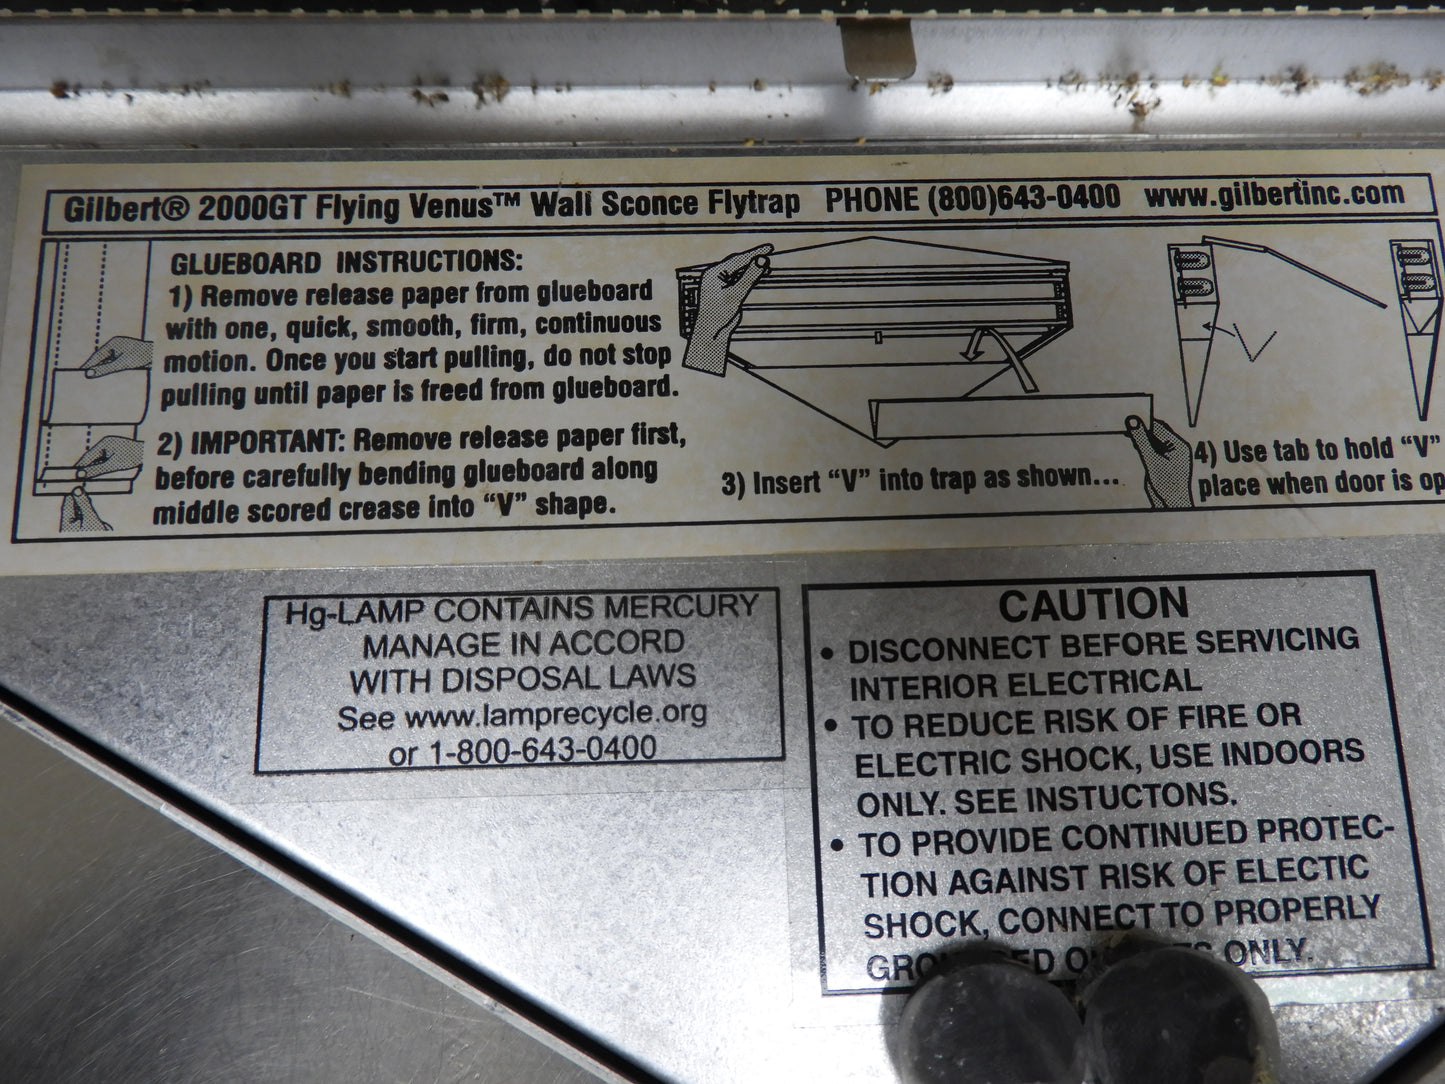 Gilbert® 2000GT Flying Venus™ Wall Sconce Flytrap PHONE (800)643-0400 www.gilbertinc.com
GLUEBOARD INSTRUCTIONS:
1) Remove release paper from glueboard
with one, quick, smooth, firm, continuous
motion. Once you start pulling, do not stop
pulling until paper is freed from glueboard.
2) IMPORTANT: Remove release paper first,
before carefully bending glueboard along
middle scored crease into “V” shape.
3) Insert “V” into trap as shown...
4) Use tab to hold “V”
place when door is op
Hg-LAMP CONTAINS MERCURY
MANAGE IN ACCORD
WITH DISPOSAL LAWS
See www.lamprecycle.org
or 1-800-643-0400
CAUTION
• DISCONNECT BEFORE SERVICING
INTERIOR ELECTRICAL
• TO REDUCE RISK OF FIRE OR
ELECTRIC SHOCK, USE INDOORS
ONLY. SEE INSTUCTONS.
• TO PROVIDE CONTINUED PROTEC-
TION AGAINST RISK OF ELECTIC
SHOCK, CONNECT TO PROPERLY
ONLY.